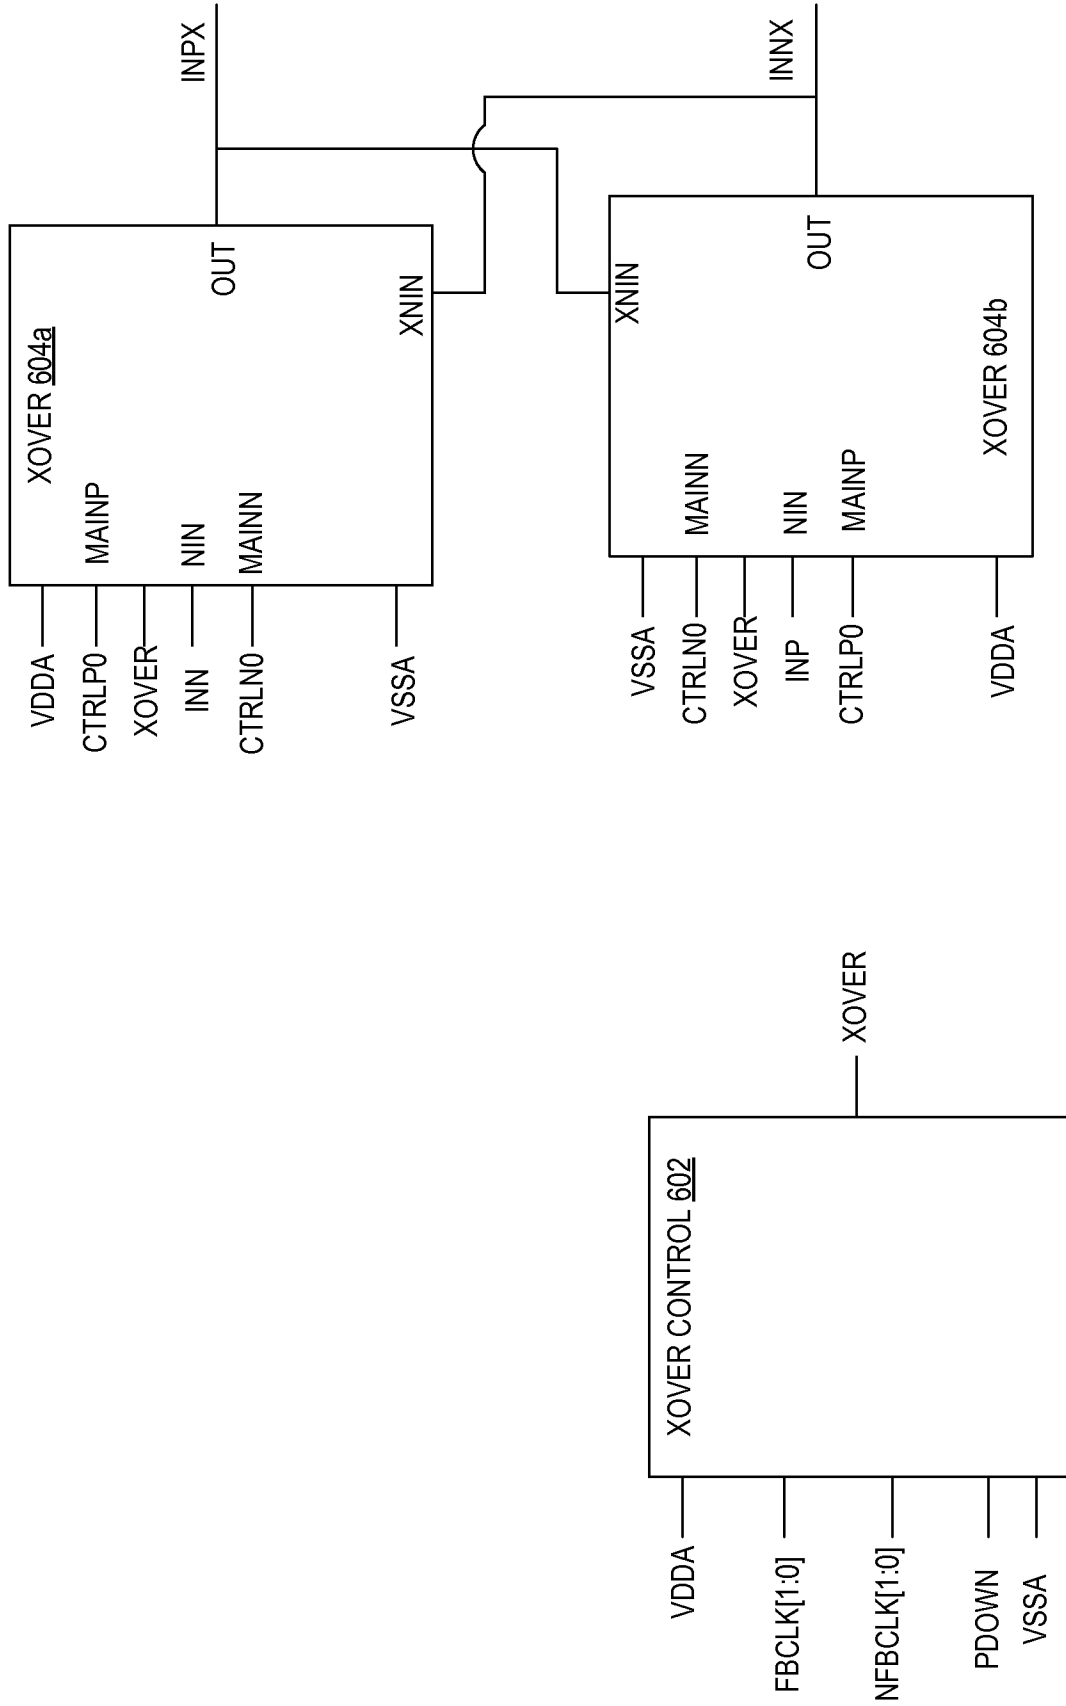 XOVER CONTROL 602
VDDA
FBCLK[1:0]
NFBCLK[1:0]
PDOWN
VSSA
XOVER
XOVER 604a
VDDA
CTRLP0
MAINP
XOVER
INN
NIN
CTRLN0
MAINN
VSSA
OUT
XNIN
INPX
VSSA
CTRLN0
MAINN
XOVER
INP
NIN
CTRLP0
MAINP
VDDA
XNIN
OUT
XOVER 604b
INNX